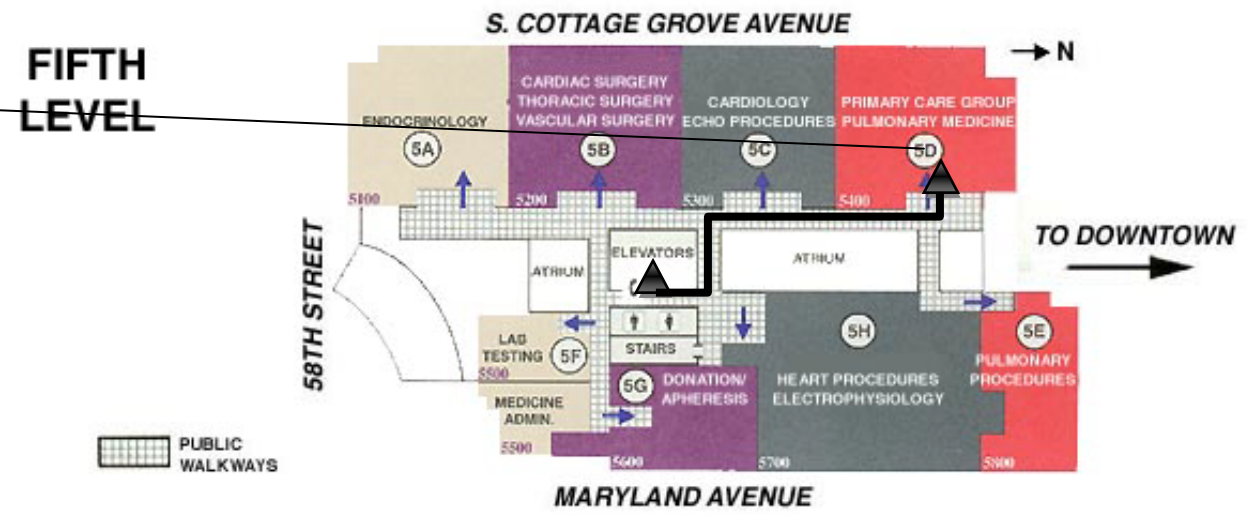 S. COTTAGE GROVE AVENUE
N
FIFTH
LEVEL
ENDOCRINOLOGY
5A
5100
CARDIAC SURGERY
THORACIC SURGERY
VASCULAR SURGERY
5B
5200
CARDIOLOGY
ECHO PROCEDURES
5C
5300
PRIMARY CARE GROUP
PULMONARY MEDICINE
5D
5400
58TH STREET
ATRIUM
ELEVATORS
ATRIUM
TO DOWNTOWN
LAB
TESTING
5F
5500
STAIRS
5H
HEART PROCEDURES
ELECTROPHYSIOLOGY
5700
5E
PULMONARY
PROCEDURES
5800
MEDICINE
ADMIN.
5500
5G
DONATION/
APHERESIS
5600
PUBLIC
WALKWAYS
MARYLAND AVENUE